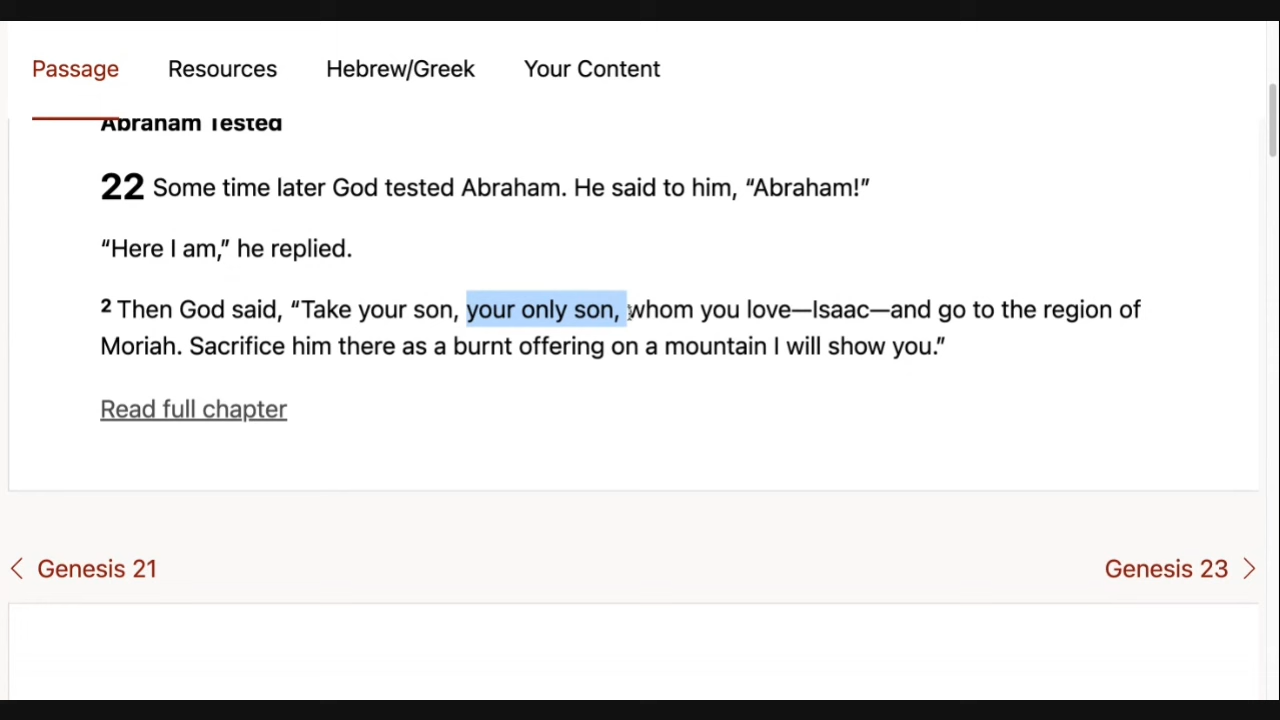 Passage Resources Hebrew/Greek Your Content
Abraham Tested
22 Some time later God tested Abraham. He said to him, “Abraham!”
“Here I am,” he replied.
2 Then God said, “Take your son, your only son, whom you love—Isaac—and go to the region of
Moriah. Sacrifice him there as a burnt offering on a mountain I will show you.”
Read full chapter
Genesis 21
Genesis 23